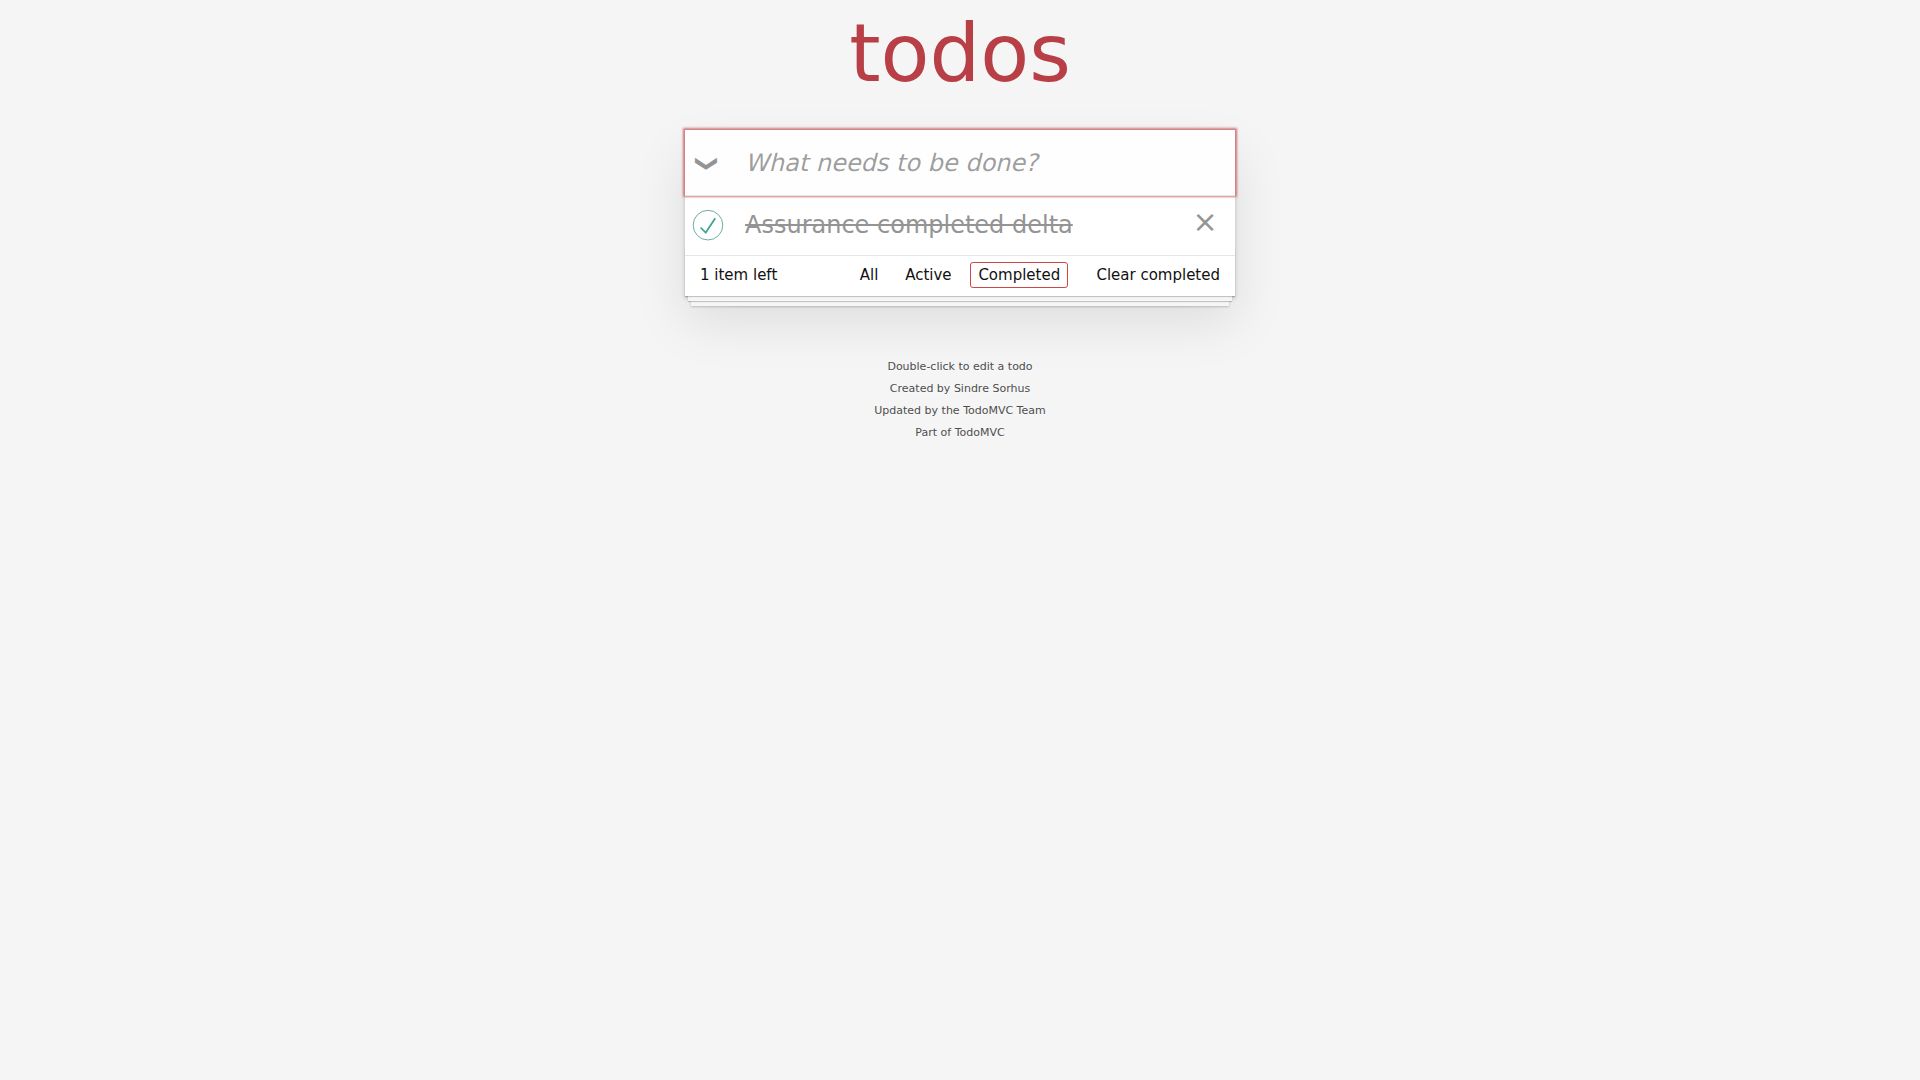 todos
What needs to be done?
Assurance completed delta
1 item left All Active Completed Clear completed
Double-click to edit a todo
Created by Sindre Sorhus
Updated by the TodoMVC Team
Part of TodoMVC